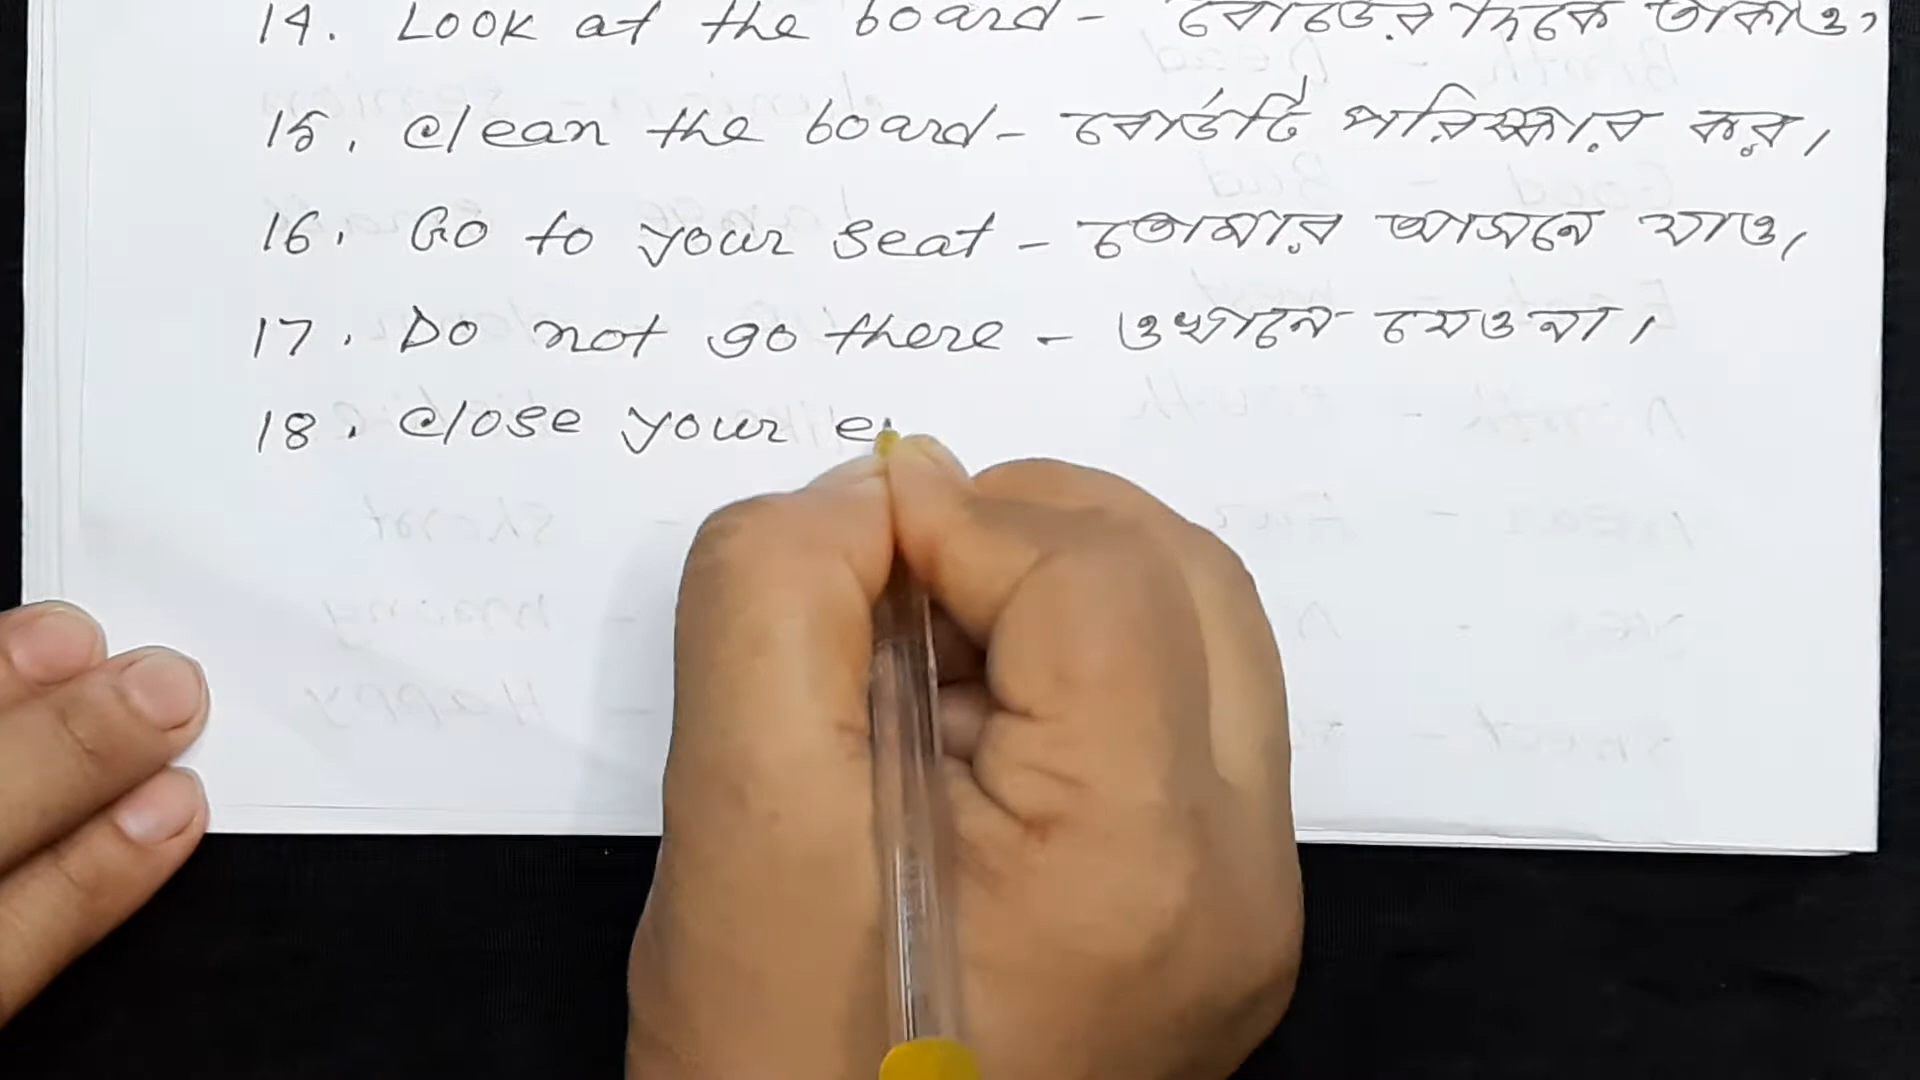 14. Look at the board - বোর্ডের দিকে তাকাও,
15. Clean the board - বোর্ডটি পরিষ্কার কর।
16. Go to your seat - তোমার আসনে যাও,
17. Do not go there - ওখানে যেওনা।
18. Close your e